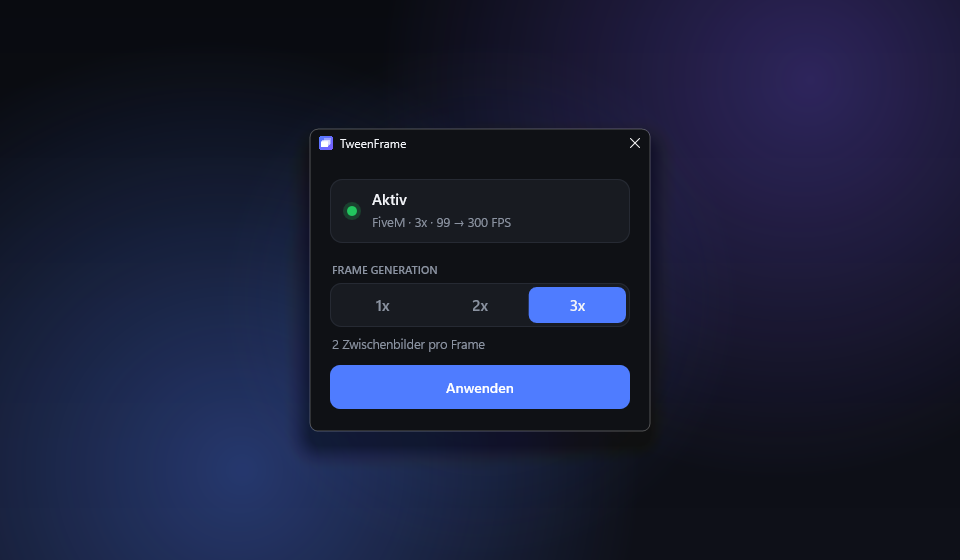 TweenFrame
Aktiv
FiveM · 3x · 99 → 300 FPS
FRAME GENERATION
1x 2x 3x
2 Zwischenbilder pro Frame
Anwenden